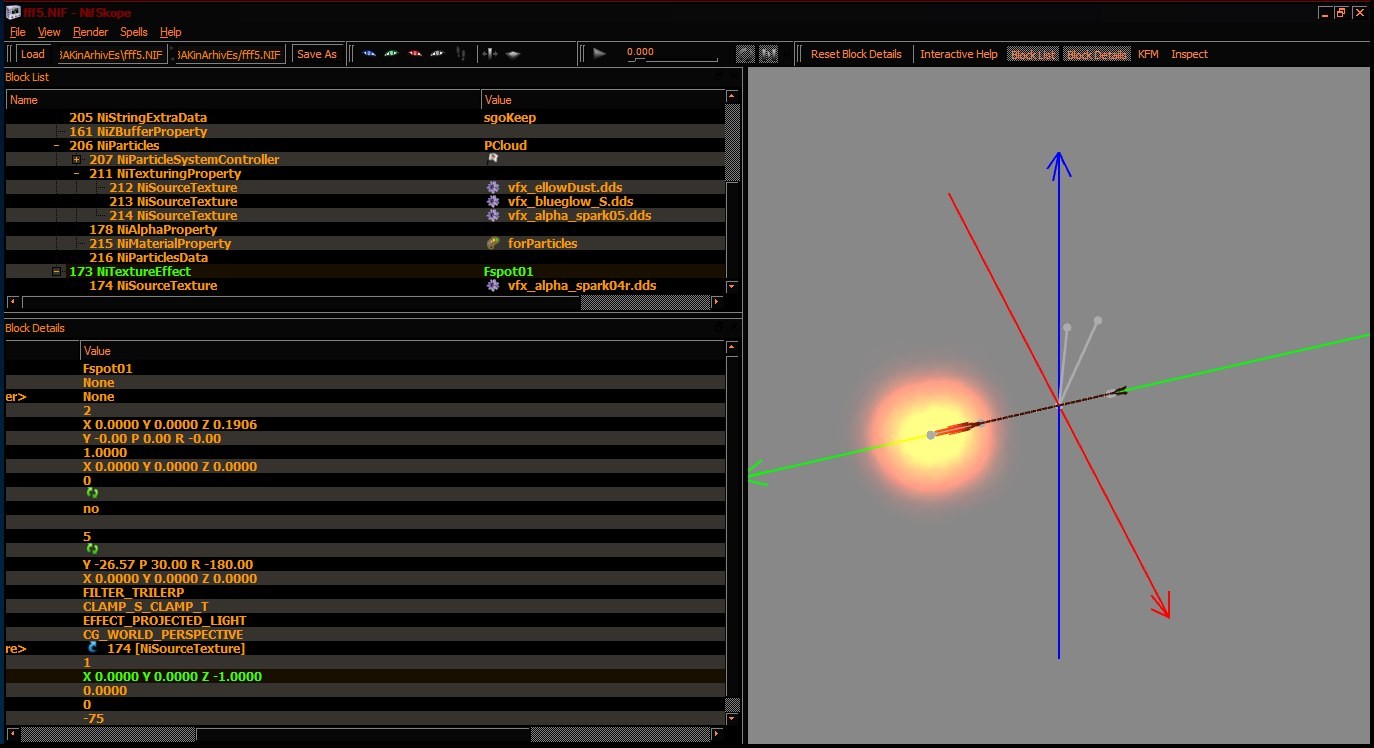 fff5.NIF - NifSkope
File View Render Spells Help
Load 3AKinArhivEs\fff5.NIF 3AKinArhivEs/fff5.NIF Save As 0.000 Reset Block Details Interactive Help Block List Block Details KFM Inspect
Block List
Name Value
205 NiStringExtraData sgoKeep
161 NiZBufferProperty
206 NiParticles PCloud
207 NiParticleSystemController
211 NiTexturingProperty
212 NiSourceTexture vfx_ellowDust.dds
213 NiSourceTexture vfx_blueglow_S.dds
214 NiSourceTexture vfx_alpha_spark05.dds
178 NiAlphaProperty
215 NiMaterialProperty forParticles
216 NiParticlesData
173 NiTextureEffect Fspot01
174 NiSourceTexture vfx_alpha_spark04r.dds
Block Details
Value
Fspot01
None
er> None
2
X 0.0000 Y 0.0000 Z 0.1906
Y -0.00 P 0.00 R -0.00
1.0000
X 0.0000 Y 0.0000 Z 0.0000
0
no
5
Y -26.57 P 30.00 R -180.00
X 0.0000 Y 0.0000 Z 0.0000
FILTER_TRILERP
CLAMP_S_CLAMP_T
EFFECT_PROJECTED_LIGHT
CG_WORLD_PERSPECTIVE
re> 174 [NiSourceTexture]
1
X 0.0000 Y 0.0000 Z -1.0000
0.0000
0
-75